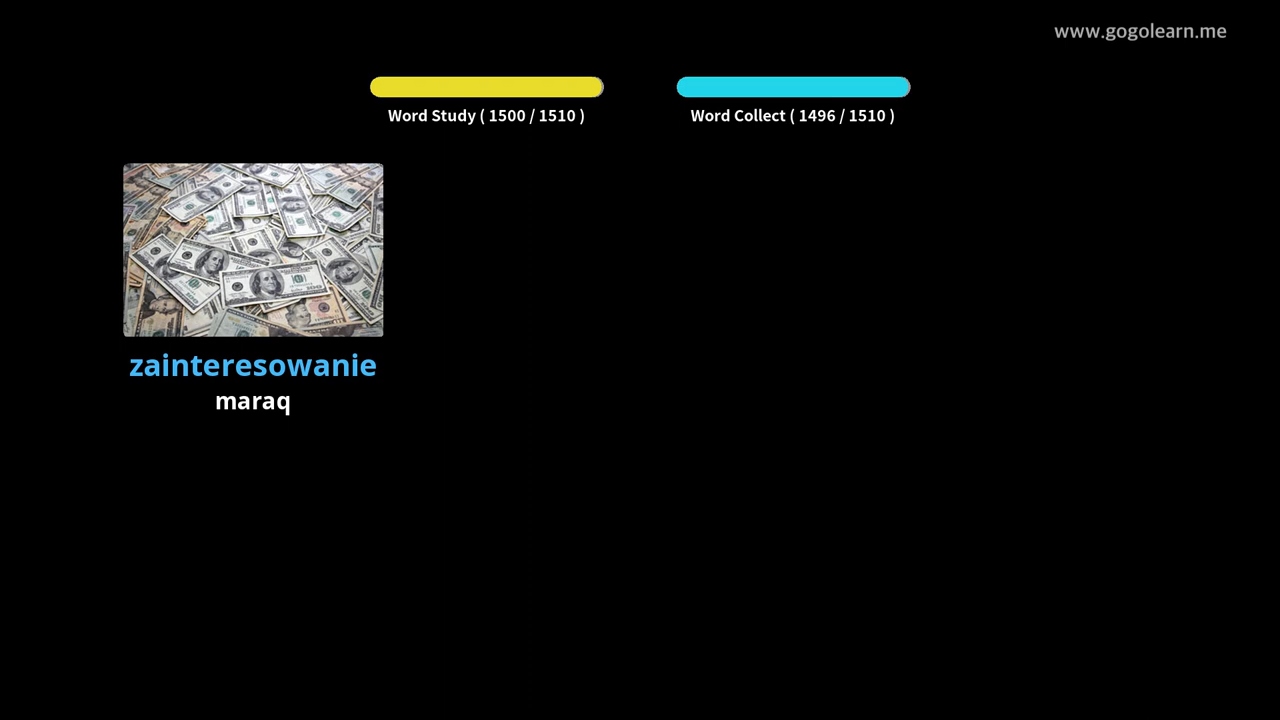 www.gogolearn.me
Word Study ( 1500 / 1510 )
Word Collect ( 1496 / 1510 )
zainteresowanie
maraq